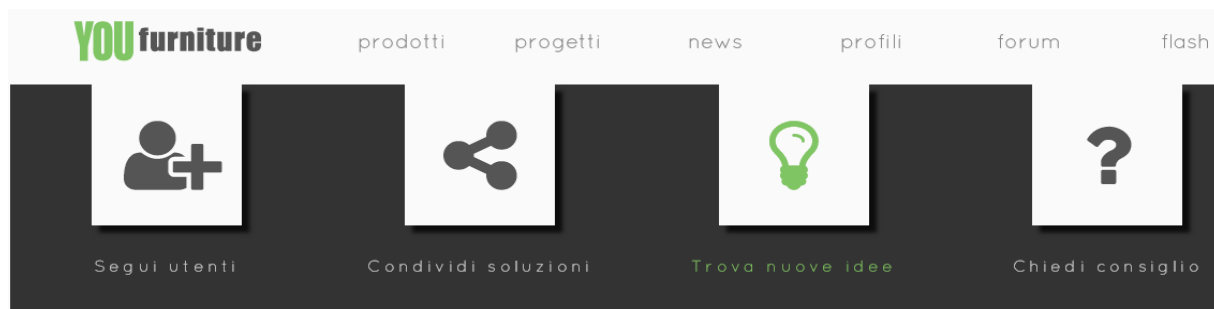 YOU furniture prodotti progetti news profili forum flash
Segui utenti Condividi soluzioni Trova nuove idee Chiedi consiglio